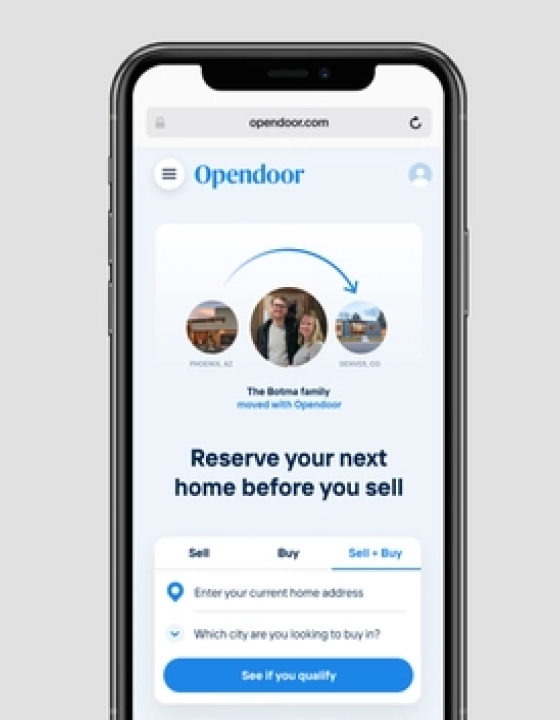 opendoor.com
Opendoor
PHOENIX, AZ
DENVER, CO
The Botma family
moved with Opendoor
Reserve your next
home before you sell
Sell
Buy
Sell + Buy
Enter your current home address
Which city are you looking to buy in?
See if you qualify